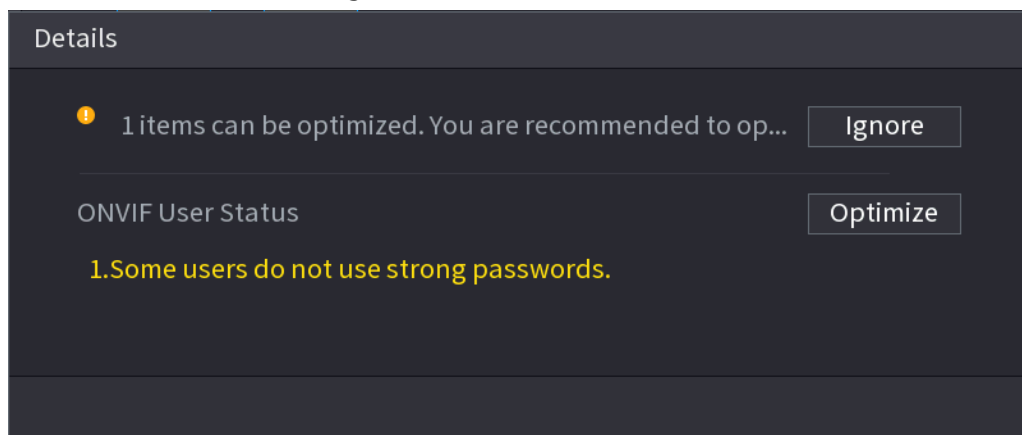 Details
1 items can be optimized. You are recommended to op... Ignore
ONVIF User Status Optimize
1.Some users do not use strong passwords.